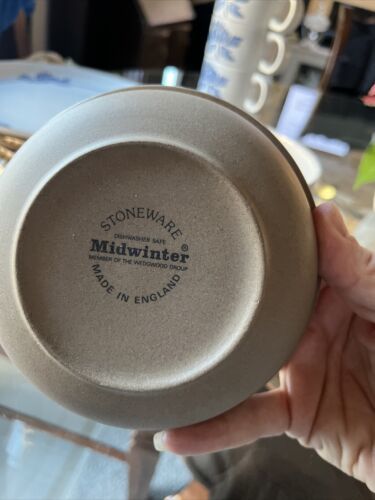 STONEWARE
DISHWASHER SAFE
Midwinter®
MEMBER OF THE WEDGWOOD GROUP
MADE IN ENGLAND